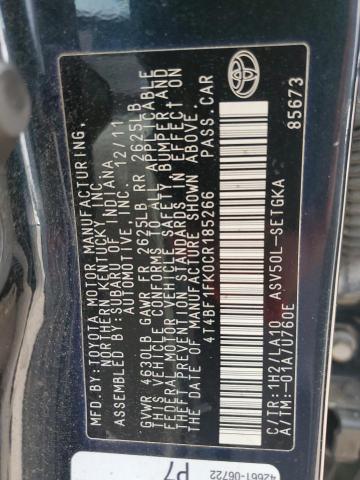 MFD. BY: TOYOTA MOTOR MANUFACTURING,
NORTHERN KENTUCKY, INC.
ASSEMBLED BY: SUBARU OF INDIANA
12/11
GVWR 4630LB GAWR FR 2625LB RR 2625LB
THIS VEHICLE CONFORMS TO ALL APPLICABLE
FEDERAL MOTOR VEHICLE SAFETY, BUMPER, AND
THEFT PREVENTION STANDARDS IN EFFECT ON
THE DATE OF MANUFACTURE SHOWN ABOVE.
4T4BF1FK0CR185266 PASS.CAR
C/TR: 1H2/LA10 ASV50L-SETGKA
A/TM: -01A/U760E
85673
42661-06722
P7